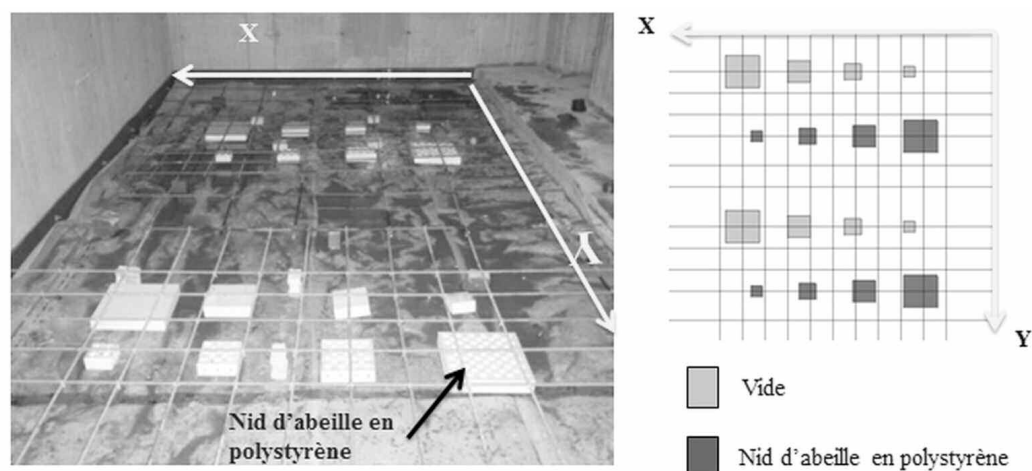 X
Y
Nid d'abeille en
polystyrène
X
Y
Vide
Nid d'abeille en polystyrène